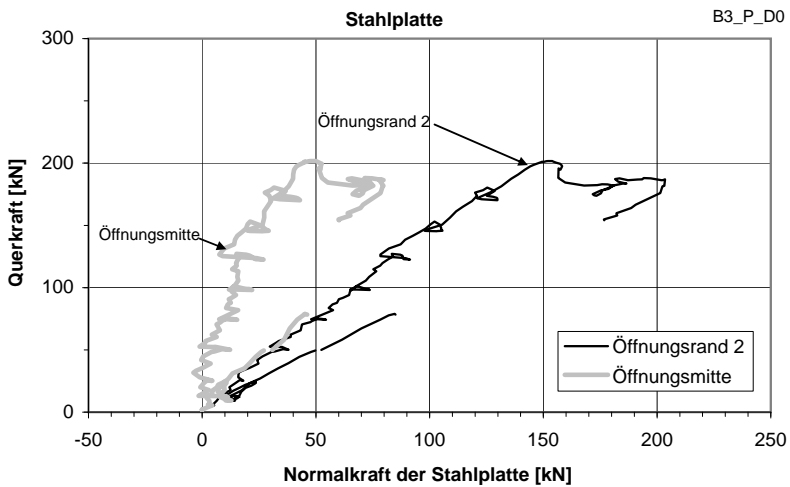 Stahlplatte
B3_P_D0
Querkraft [kN]
300
200
100
0
Öffnungsrand 2
Öffnungsmitte
Öffnungsrand 2
Öffnungsmitte
-50 0 50 100 150 200 250
Normalkraft der Stahlplatte [kN]